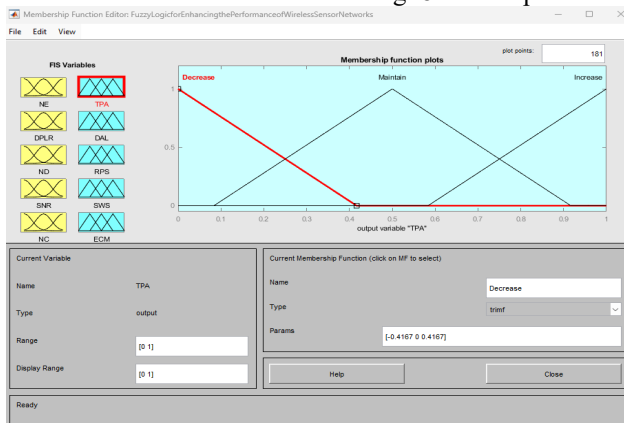 Membership Function Editor: FuzzyLogicforEnhancingthePerformanceofWirelessSensorNetworks
File Edit View
FIS Variables
Membership function plots
plot points: 181
NE TPA
DPLR DAL
ND RPS
SNR SWS
NC ECM
Decrease Maintain Increase
1
0.5
0
0 0.1 0.2 0.3 0.4 0.5 0.6 0.7 0.8 0.9 1
output variable "TPA"
Current Variable
Name TPA
Type output
Range [0 1]
Display Range [0 1]
Current Membership Function (click on MF to select)
Name Decrease
Type trimf
Params [-0.4167 0 0.4167]
Help Close
Ready